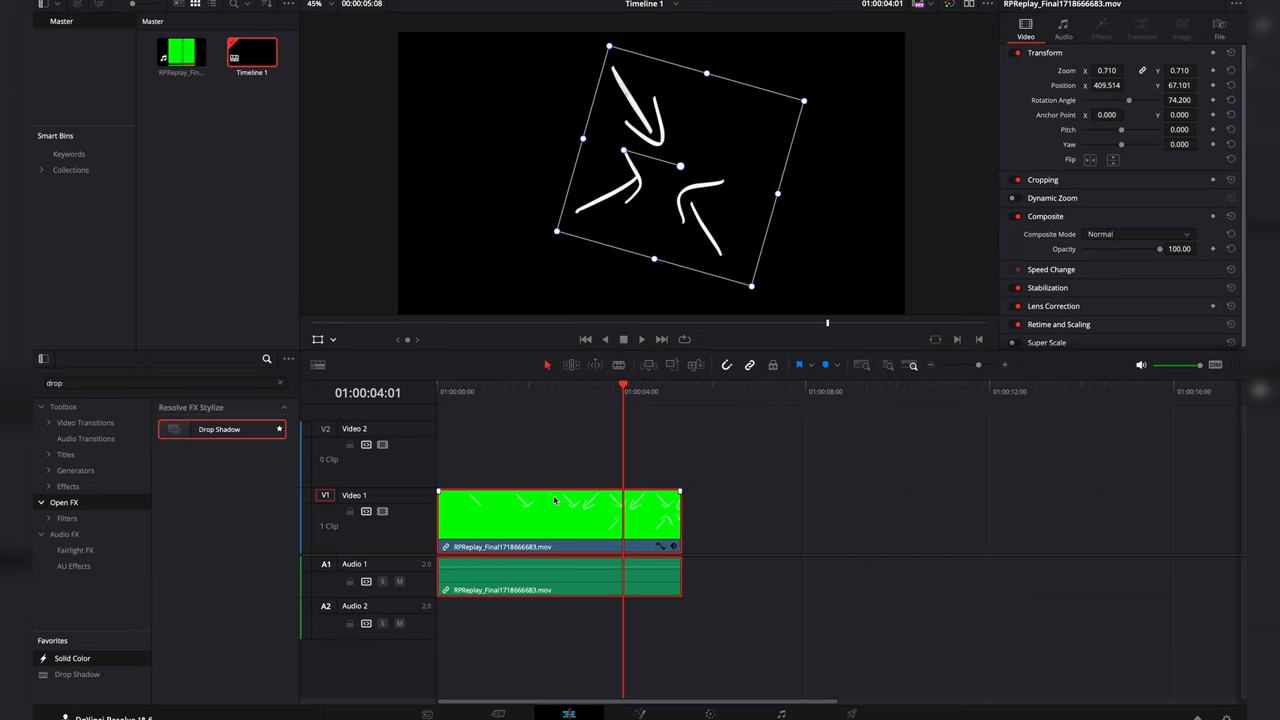 45%
00:00:05:08
Timeline 1
01:00:04:01
RPReplay_Final1718666683.mov
Master
Master
RPReplay_Fin...
Timeline 1
Smart Bins
Keywords
Collections
Video
Audio
Effects
Transition
Image
File
Transform
Zoom X 0.710 Y 0.710
Position X 409.514 Y 67.101
Rotation Angle 74.200
Anchor Point X 0.000 Y 0.000
Pitch 0.000
Yaw 0.000
Flip
Cropping
Dynamic Zoom
Composite
Composite Mode Normal
Opacity 100.00
Speed Change
Stabilization
Lens Correction
Retime and Scaling
Super Scale
DIM
drop
Toolbox
Video Transitions
Audio Transitions
Titles
Generators
Effects
Open FX
Filters
Audio FX
Fairlight FX
AU Effects
Favorites
Solid Color
Drop Shadow
Resolve FX Stylize
Drop Shadow
01:00:04:01
01:00:00:00
01:00:04:00
01:00:08:00
01:00:12:00
01:00:16:00
V2 Video 2
0 Clip
V1 Video 1
1 Clip
RPReplay_Final1718666683.mov
A1 Audio 1 2.0
S M
RPReplay_Final1718666683.mov
A2 Audio 2 2.0
S M
DaVinci Resolve 18.6